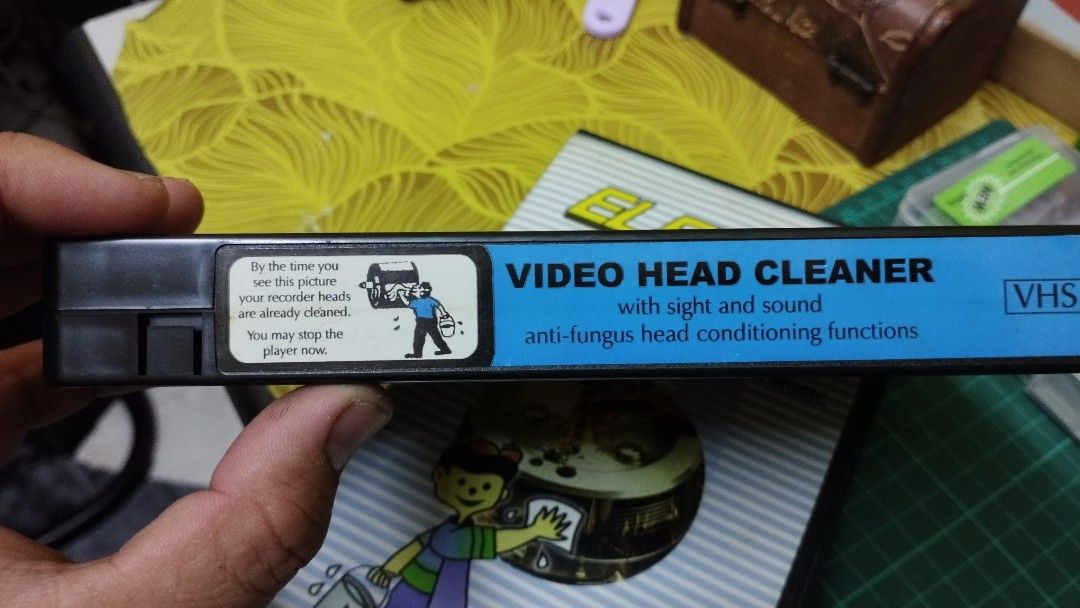 By the time you
see this picture
your recorder heads
are already cleaned.
You may stop the
player now.
VIDEO HEAD CLEANER
with sight and sound
anti-fungus head conditioning functions
VHS
NEW